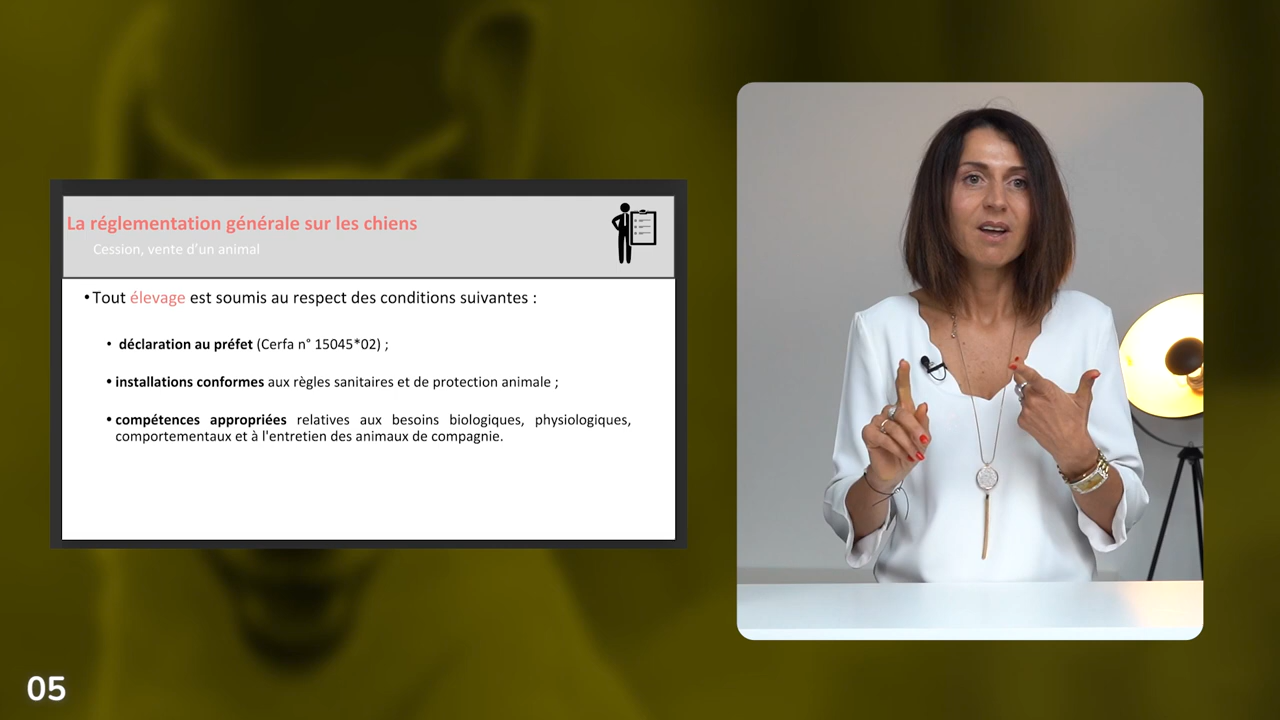 La réglementation générale sur les chiens
Cession, vente d'un animal
•Tout élevage est soumis au respect des conditions suivantes :
• déclaration au préfet (Cerfa n° 15045*02) ;
• installations conformes aux règles sanitaires et de protection animale ;
• compétences appropriées relatives aux besoins biologiques, physiologiques,
comportementaux et à l'entretien des animaux de compagnie.
05